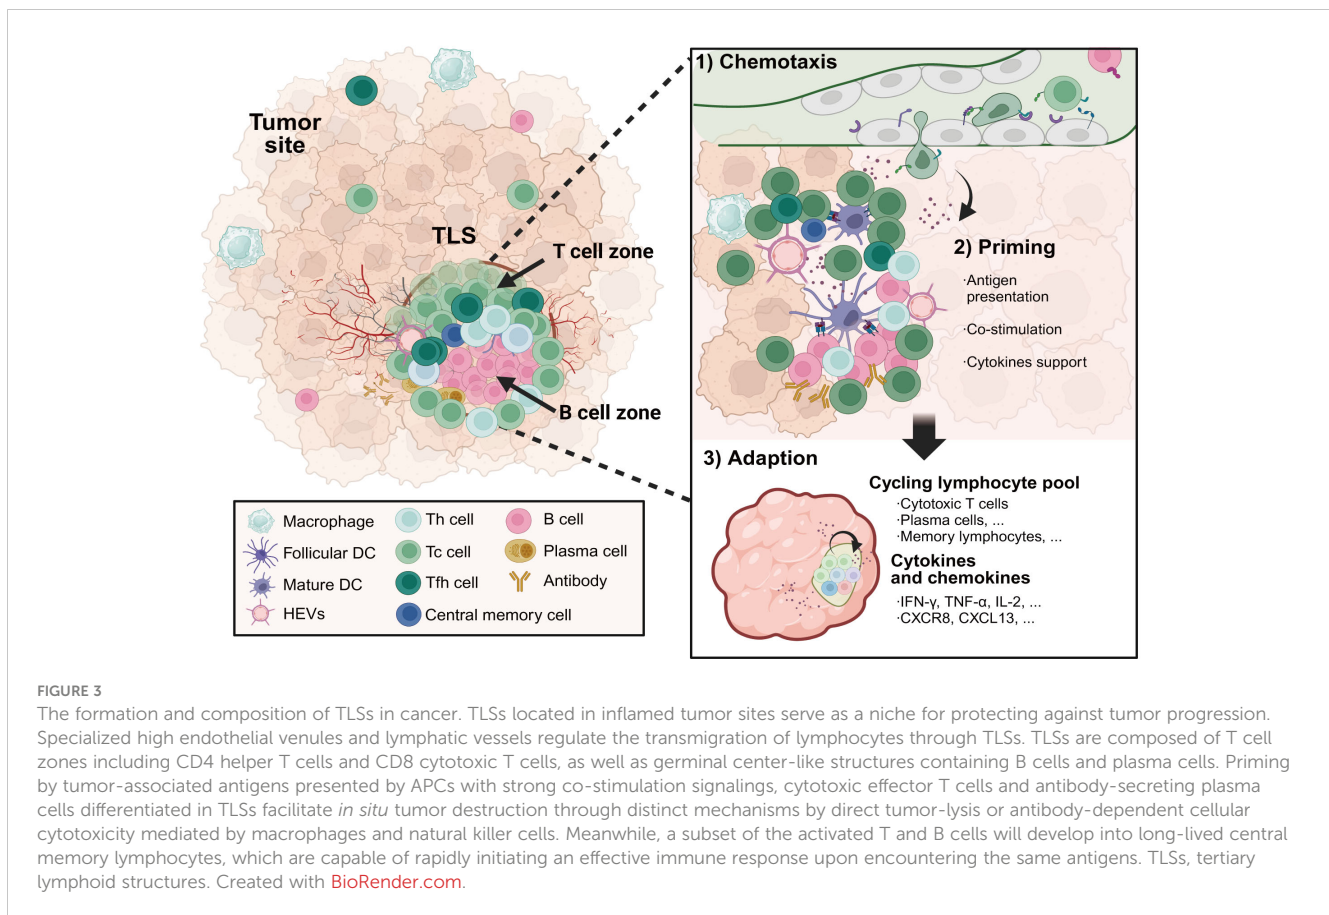 Tumor
site
TLS
T cell zone
B cell zone
Macrophage
Follicular DC
Mature DC
HEVs
Th cell
Tc cell
Tfh cell
Central memory cell
B cell
Plasma cell
Antibody
1) Chemotaxis
2) Priming
·Antigen
presentation
·Co-stimulation
·Cytokines support
3) Adaption
Cycling lymphocyte pool
·Cytotoxic T cells
·Plasma cells, ...
·Memory lymphocytes, ...
Cytokines
and chemokines
·IFN-γ, TNF-α, IL-2, ...
·CXCR8, CXCL13, ...
FIGURE 3
The formation and composition of TLSs in cancer. TLSs located in inflamed tumor sites serve as a niche for protecting against tumor progression.
Specialized high endothelial venules and lymphatic vessels regulate the transmigration of lymphocytes through TLSs. TLSs are composed of T cell
zones including CD4 helper T cells and CD8 cytotoxic T cells, as well as germinal center-like structures containing B cells and plasma cells. Priming
by tumor-associated antigens presented by APCs with strong co-stimulation signalings, cytotoxic effector T cells and antibody-secreting plasma
cells differentiated in TLSs facilitate in situ tumor destruction through distinct mechanisms by direct tumor-lysis or antibody-dependent cellular
cytotoxicity mediated by macrophages and natural killer cells. Meanwhile, a subset of the activated T and B cells will develop into long-lived central
memory lymphocytes, which are capable of rapidly initiating an effective immune response upon encountering the same antigens. TLSs, tertiary
lymphoid structures. Created with BioRender.com.